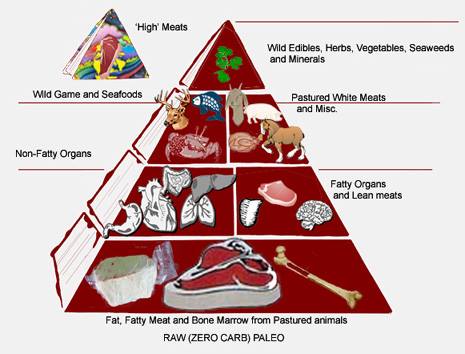 'High' Meats
Wild Edibles, Herbs, Vegetables, Seaweeds
and Minerals
Wild Game and Seafoods
Pastured White Meats
and Misc.
Non-Fatty Organs
Fatty Organs
and Lean meats
Fat, Fatty Meat and Bone Marrow from Pastured animals
RAW (ZERO CARB) PALEO